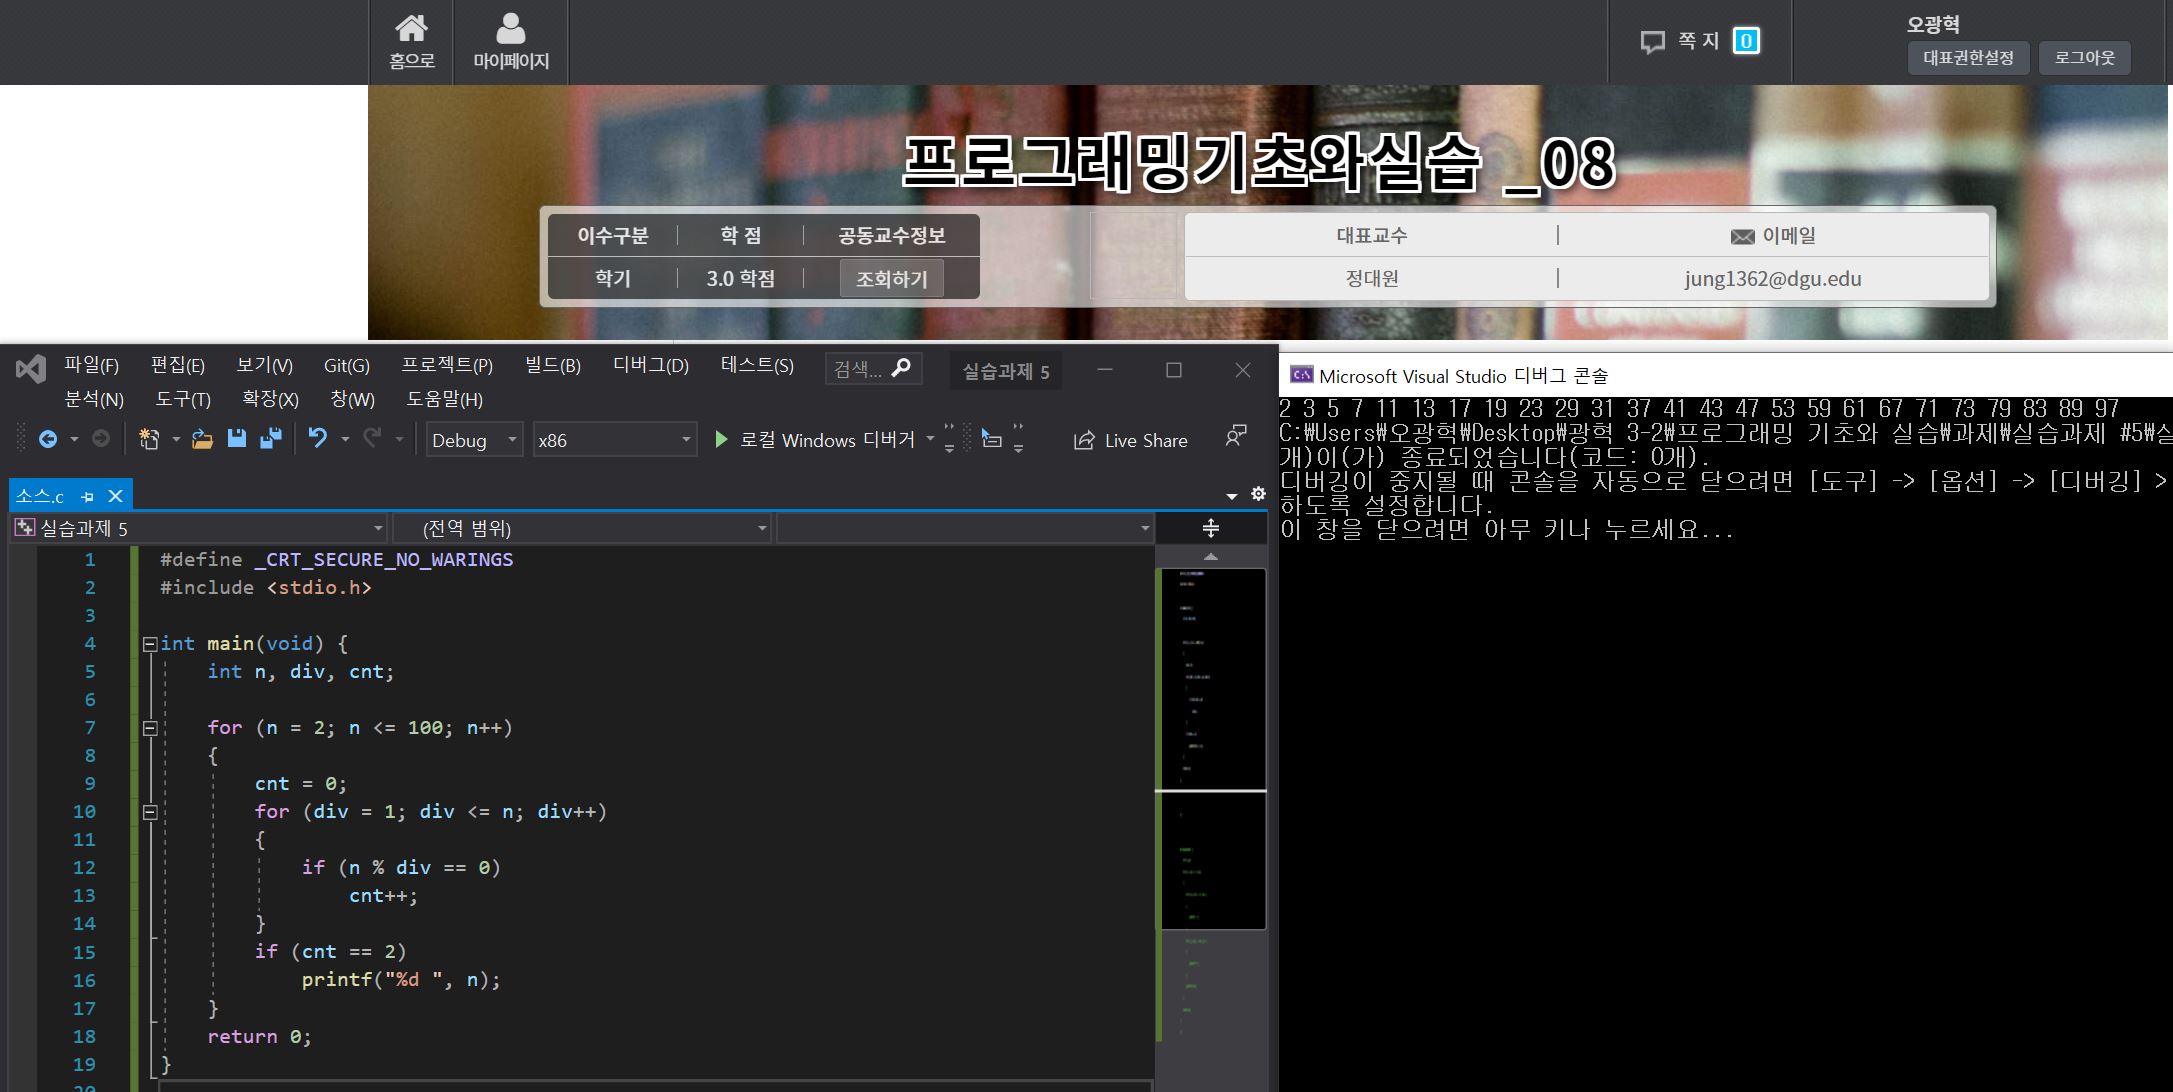 홈으로
마이페이지
쪽 지 0
오광혁
대표권한설정 로그아웃
프로그래밍기초와실습 _08
이수구분 학 점 공동교수정보
학기 3.0 학점 조회하기
대표교수 이메일
정대원 jung1362@dgu.edu
파일(F) 편집(E) 보기(V) Git(G) 프로젝트(P) 빌드(B) 디버그(D) 테스트(S) 검색... 실습과제 5
분석(N) 도구(T) 확장(X) 창(W) 도움말(H)
Debug x86 로컬 Windows 디버거 Live Share
소스.c
실습과제 5 (전역 범위)
1 #define _CRT_SECURE_NO_WARINGS
2 #include <stdio.h>
3
4 int main(void) {
5 int n, div, cnt;
6
7 for (n = 2; n <= 100; n++)
8 {
9 cnt = 0;
10 for (div = 1; div <= n; div++)
11 {
12 if (n % div == 0)
13 cnt++;
14 }
15 if (cnt == 2)
16 printf("%d ", n);
17 }
18 return 0;
19 }
20
Microsoft Visual Studio 디버그 콘솔
2 3 5 7 11 13 17 19 23 29 31 37 41 43 47 53 59 61 67 71 73 79 83 89 97
C:₩Users₩오광혁₩Desktop₩광혁 3-2₩프로그래밍 기초와 실습₩과제₩실습과제 #5₩실
개)이(가) 종료되었습니다(코드: 0개).
디버깅이 중지될 때 콘솔을 자동으로 닫으려면 [도구] -> [옵션] -> [디버깅] >
하도록 설정합니다.
이 창을 닫으려면 아무 키나 누르세요...